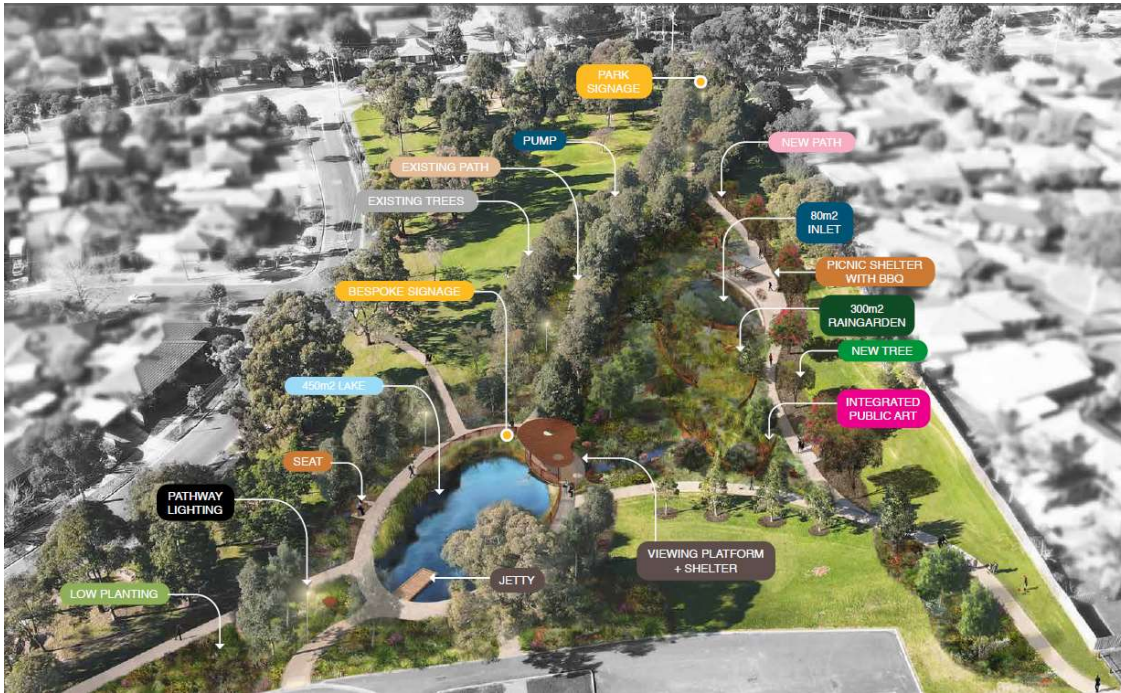 PARK
SIGNAGE
PUMP
NEW PATH
EXISTING PATH
EXISTING TREES
80m2
INLET
PICNIC SHELTER
WITH BBQ
BESPOKE SIGNAGE
300m2
RAINGARDEN
NEW TREE
450m2 LAKE
INTEGRATED
PUBLIC ART
SEAT
PATHWAY
LIGHTING
VIEWING PLATFORM
+ SHELTER
JETTY
LOW PLANTING